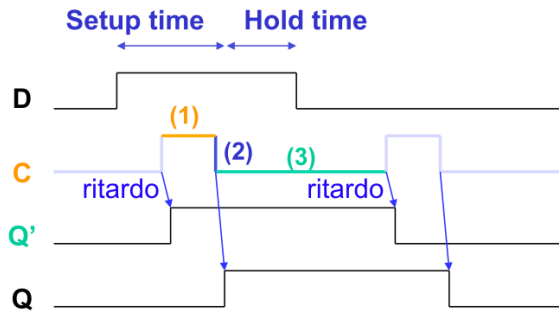 Setup time Hold time
D
(1)
(2) (3)
C
ritardo ritardo
Q’
Q